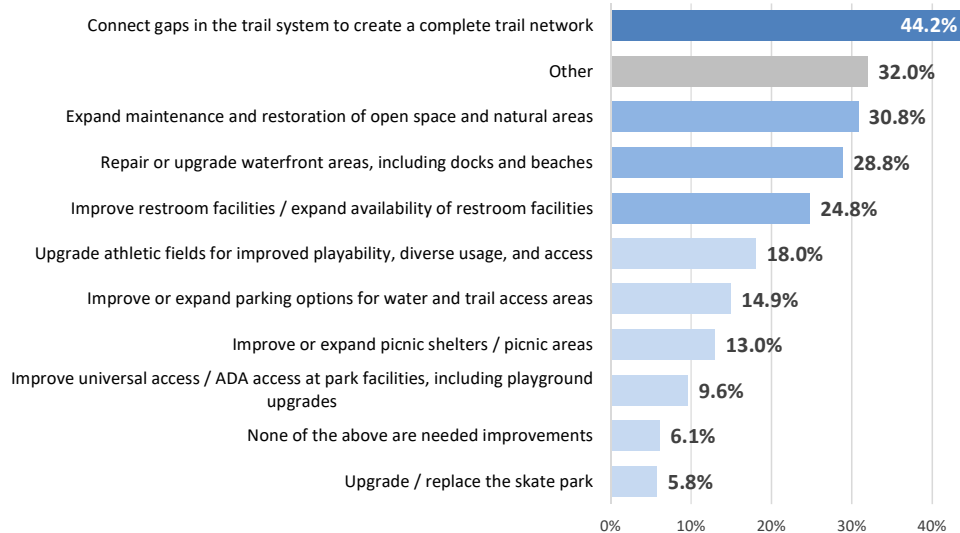 Connect gaps in the trail system to create a complete trail network 44.2%
Other 32.0%
Expand maintenance and restoration of open space and natural areas 30.8%
Repair or upgrade waterfront areas, including docks and beaches 28.8%
Improve restroom facilities / expand availability of restroom facilities 24.8%
Upgrade athletic fields for improved playability, diverse usage, and access 18.0%
Improve or expand parking options for water and trail access areas 14.9%
Improve or expand picnic shelters / picnic areas 13.0%
Improve universal access / ADA access at park facilities, including playground
upgrades 9.6%
None of the above are needed improvements 6.1%
Upgrade / replace the skate park 5.8%
0% 10% 20% 30% 40%